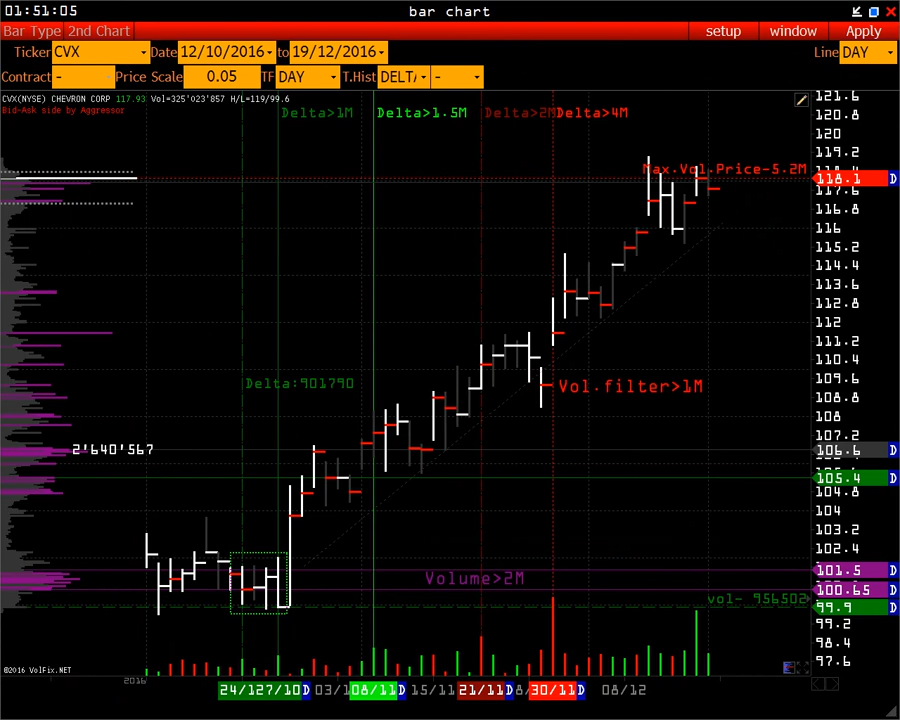 01:51:05 bar chart
Bar Type 2nd Chart setup window Apply
Ticker CVX Date 12/10/2016 to 19/12/2016 Line DAY
Contract - Price Scale 0.05 TF DAY T.Hist DELT/ -
CVX(NYSE) CHEVRON CORP 117.93 Vol=325'023'857 H/L=119/99.6
Bid-Ask side by Aggressor
Delta>1M Delta>1.5M Delta>2M Delta>4M
121.6
120.8
120
119.2
Max.Vol.Price-5.2M
118.1 D
117.6
116.8
116
115.2
114.4
113.6
112.8
112
111.2
110.4
109.6
Delta:901790 Vol.filter>1M
108.8
108
107.2
2'640'567 106.6 D
105.4 D
104.8
104
103.2
102.4
101.5 D
Volume>2M
100.65 D
vol- 956502
99.9 D
99.2
98.4
97.6
©2016 VolFix.NET
2016
24/1 27/10 D 03/1 08/11 D 15/11 21/11 D 8/ 30/11 D 08/12